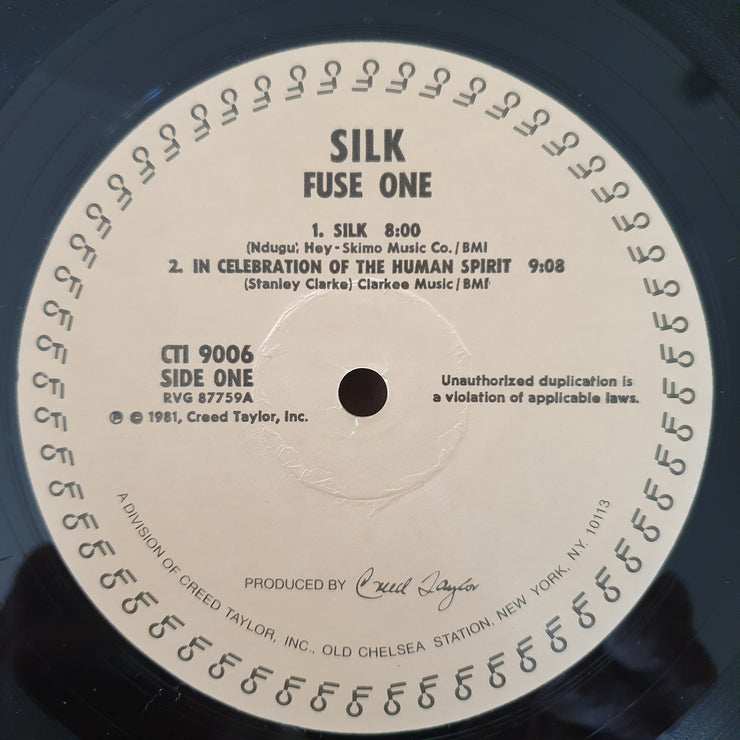 SILK
FUSE ONE
1. SILK 8:00
(Ndugu', Hey-Skimo Music Co./BMI
2. IN CELEBRATION OF THE HUMAN SPIRIT 9:08
(Stanley Clarke) Clarkee Music/BMI
CTI 9006
SIDE ONE
RVG 87759A
℗ © 1981, Creed Taylor, Inc.
Unauthorized duplication is
a violation of applicable laws.
PRODUCED BY Creed Taylor
A DIVISION OF CREED TAYLOR, INC., OLD CHELSEA STATION, NEW YORK, N.Y. 10113